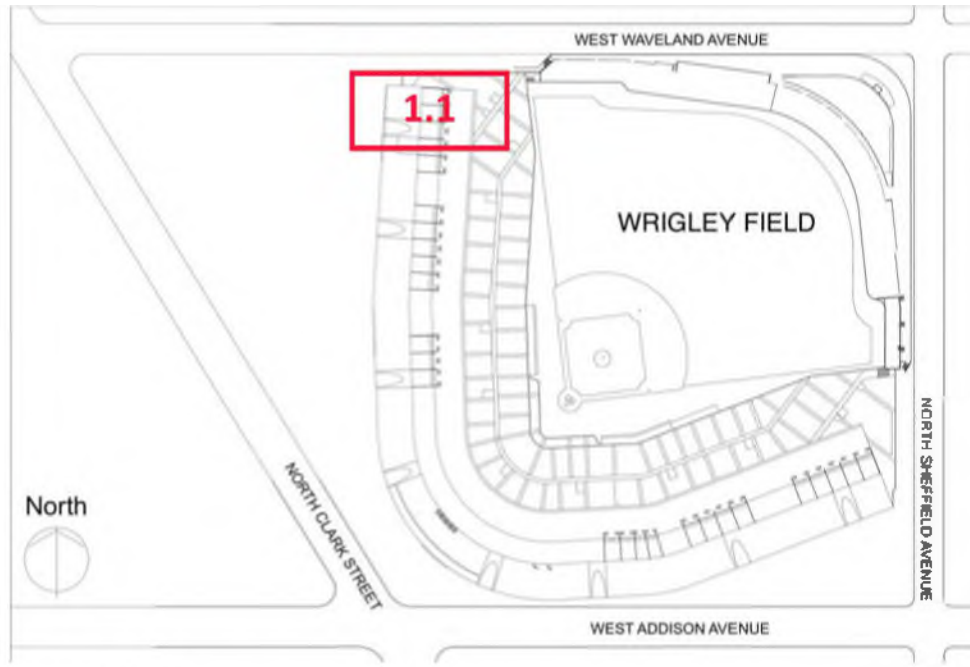 WEST WAVELAND AVENUE
1.1
WRIGLEY FIELD
NORTH SHEFFIELD AVENUE
North
NORTH CLARK STREET
WEST ADDISON AVENUE